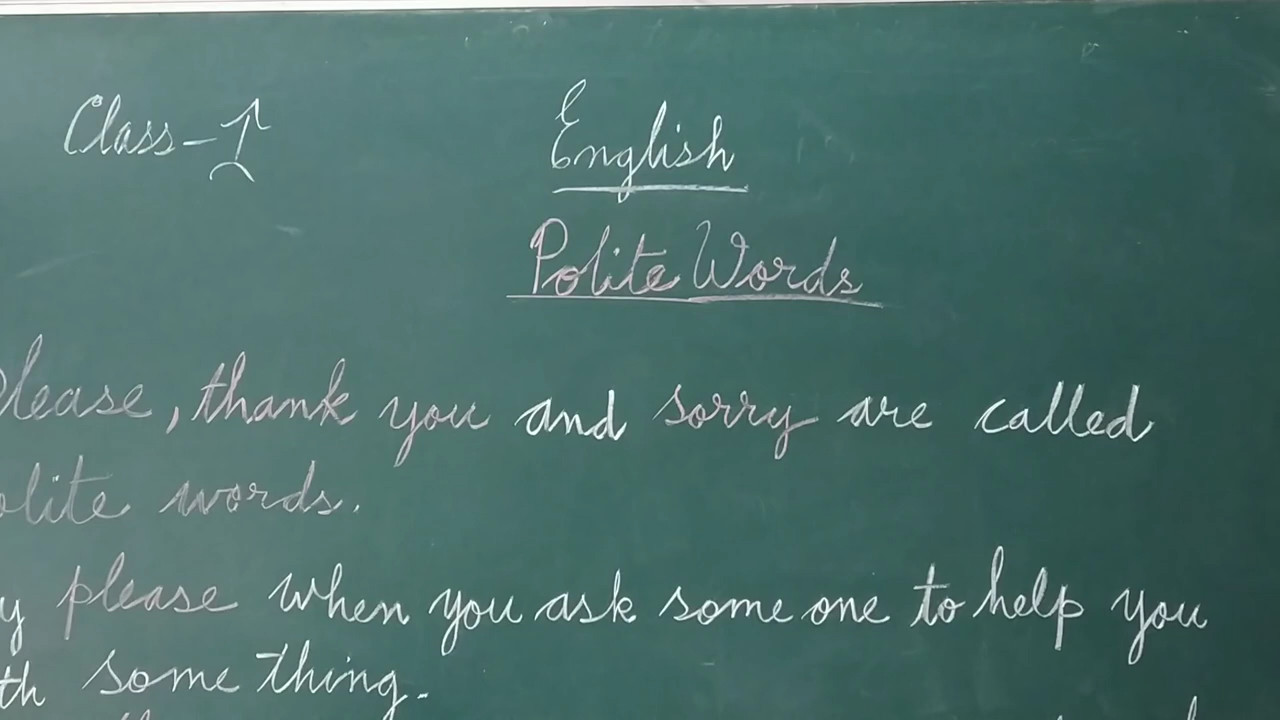 Class-I
English
Polite Words
Please, thank you and sorry are called
olite words.
y please when you ask some one to help you
th some thing.